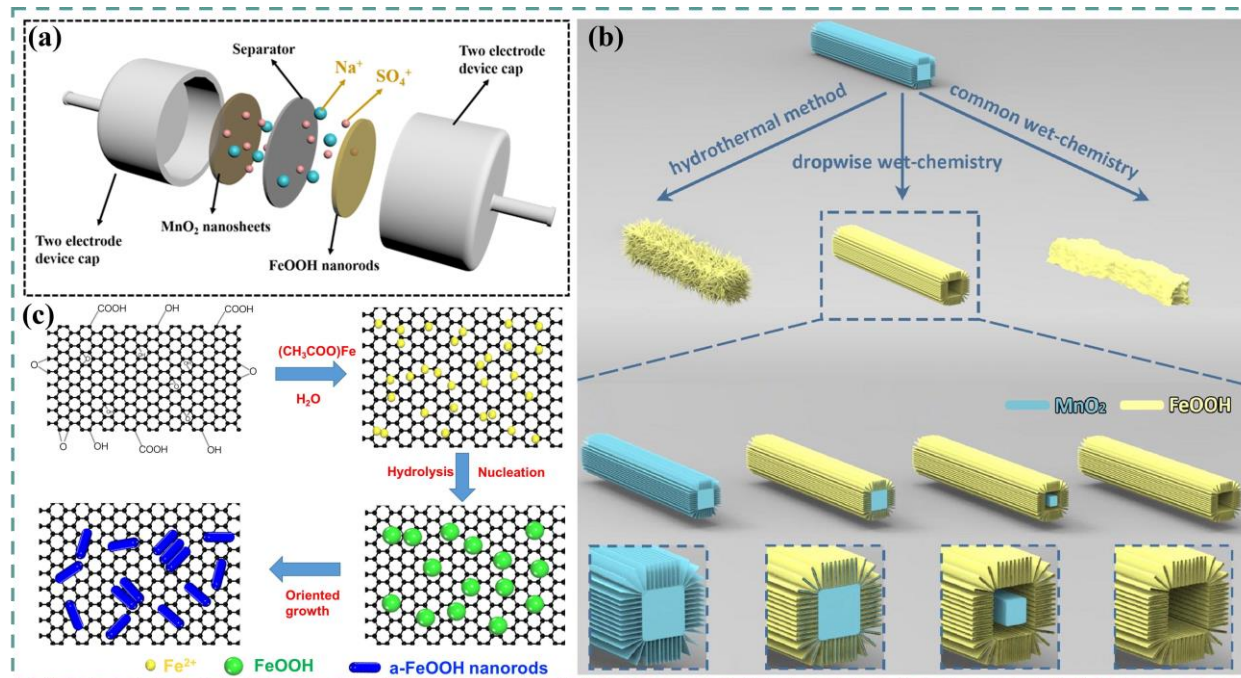 (a)
Separator
Na⁺
SO₄⁺
Two electrode
device cap
MnO₂ nanosheets
Two electrode
device cap
FeOOH nanorods
(b)
hydrothermal method
dropwise wet-chemistry
common wet-chemistry
MnO₂
FeOOH
(c)
COOH
OH
COOH
O
O
O
OH
COOH
OH
(CH₃COO)Fe
H₂O
Hydrolysis
Nucleation
Oriented
growth
Fe²⁺
FeOOH
a-FeOOH nanorods